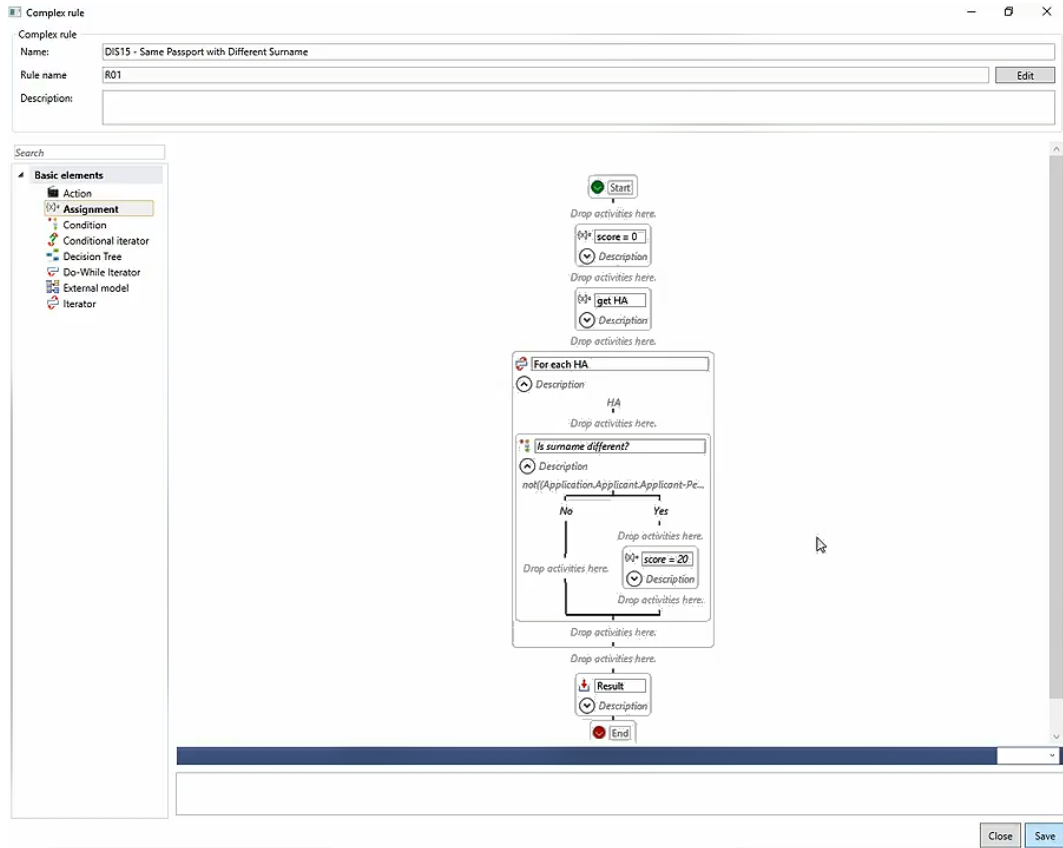 Complex rule
Complex rule
Name:
DIS15 - Same Passport with Different Surname
Rule name
R01
Edit
Description:
Search
Basic elements
Action
Assignment
Condition
Conditional iterator
Decision Tree
Do-While Iterator
External model
Iterator
Start
Drop activities here.
score = 0
Description
Drop activities here.
get HA
Description
Drop activities here.
For each HA
Description
HA
Drop activities here.
Is surname different?
Description
not((Application.Applicant.Applicant-Pe...
No
Yes
Drop activities here.
score = 20
Drop activities here.
Description
Drop activities here.
Drop activities here.
Drop activities here.
Result
Description
End
Close
Save